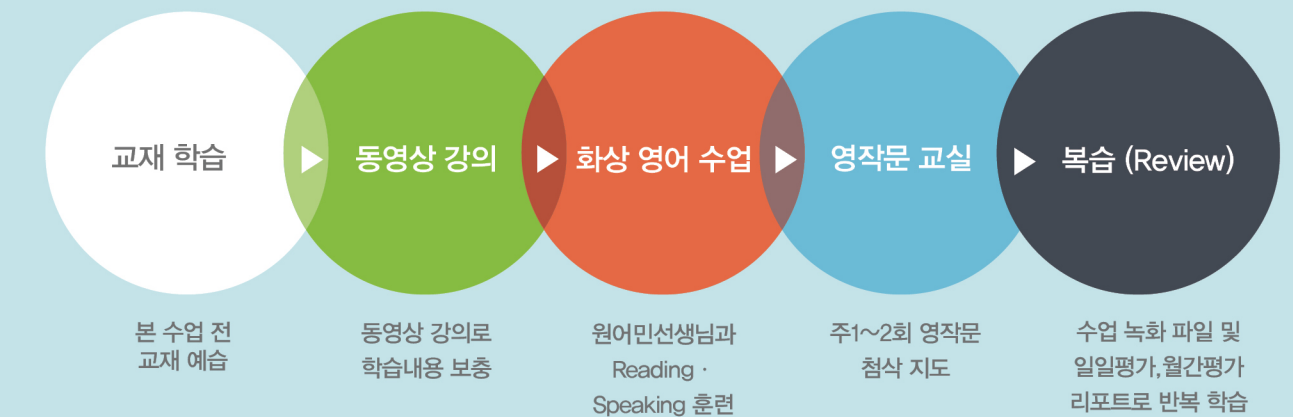 교재 학습
동영상 강의
화상 영어 수업
영작문 교실
복습 (Review)
본 수업 전
교재 예습
동영상 강의로
학습내용 보충
원어민선생님과
Reading ·
Speaking 훈련
주1~2회 영작문
첨삭 지도
수업 녹화 파일 및
일일평가,월간평가
리포트로 반복 학습